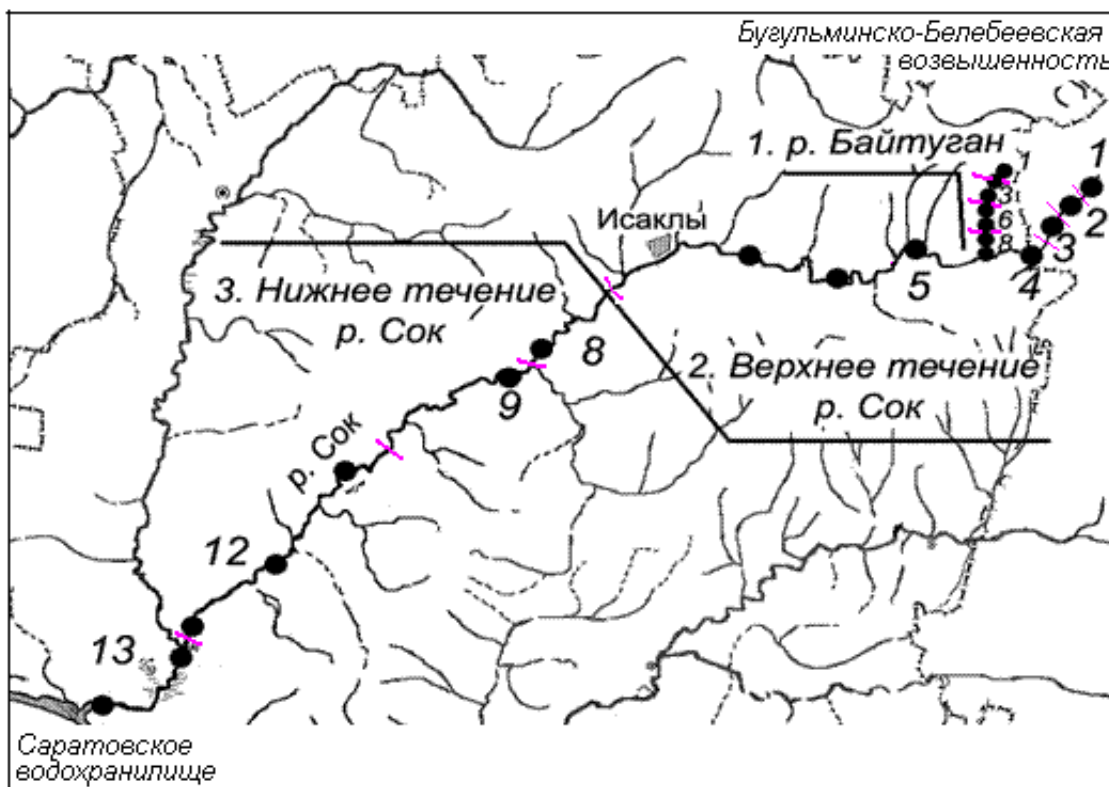 Бугульминско-Белебеевская
возвышенность
1. р. Байтуган
1
3
6
8
1
2
3
4
5
Исаклы
3. Нижнее течение
р. Сок
2. Верхнее течение
р. Сок
8
9
р. Сок
12
13
Саратовское
водохранилище